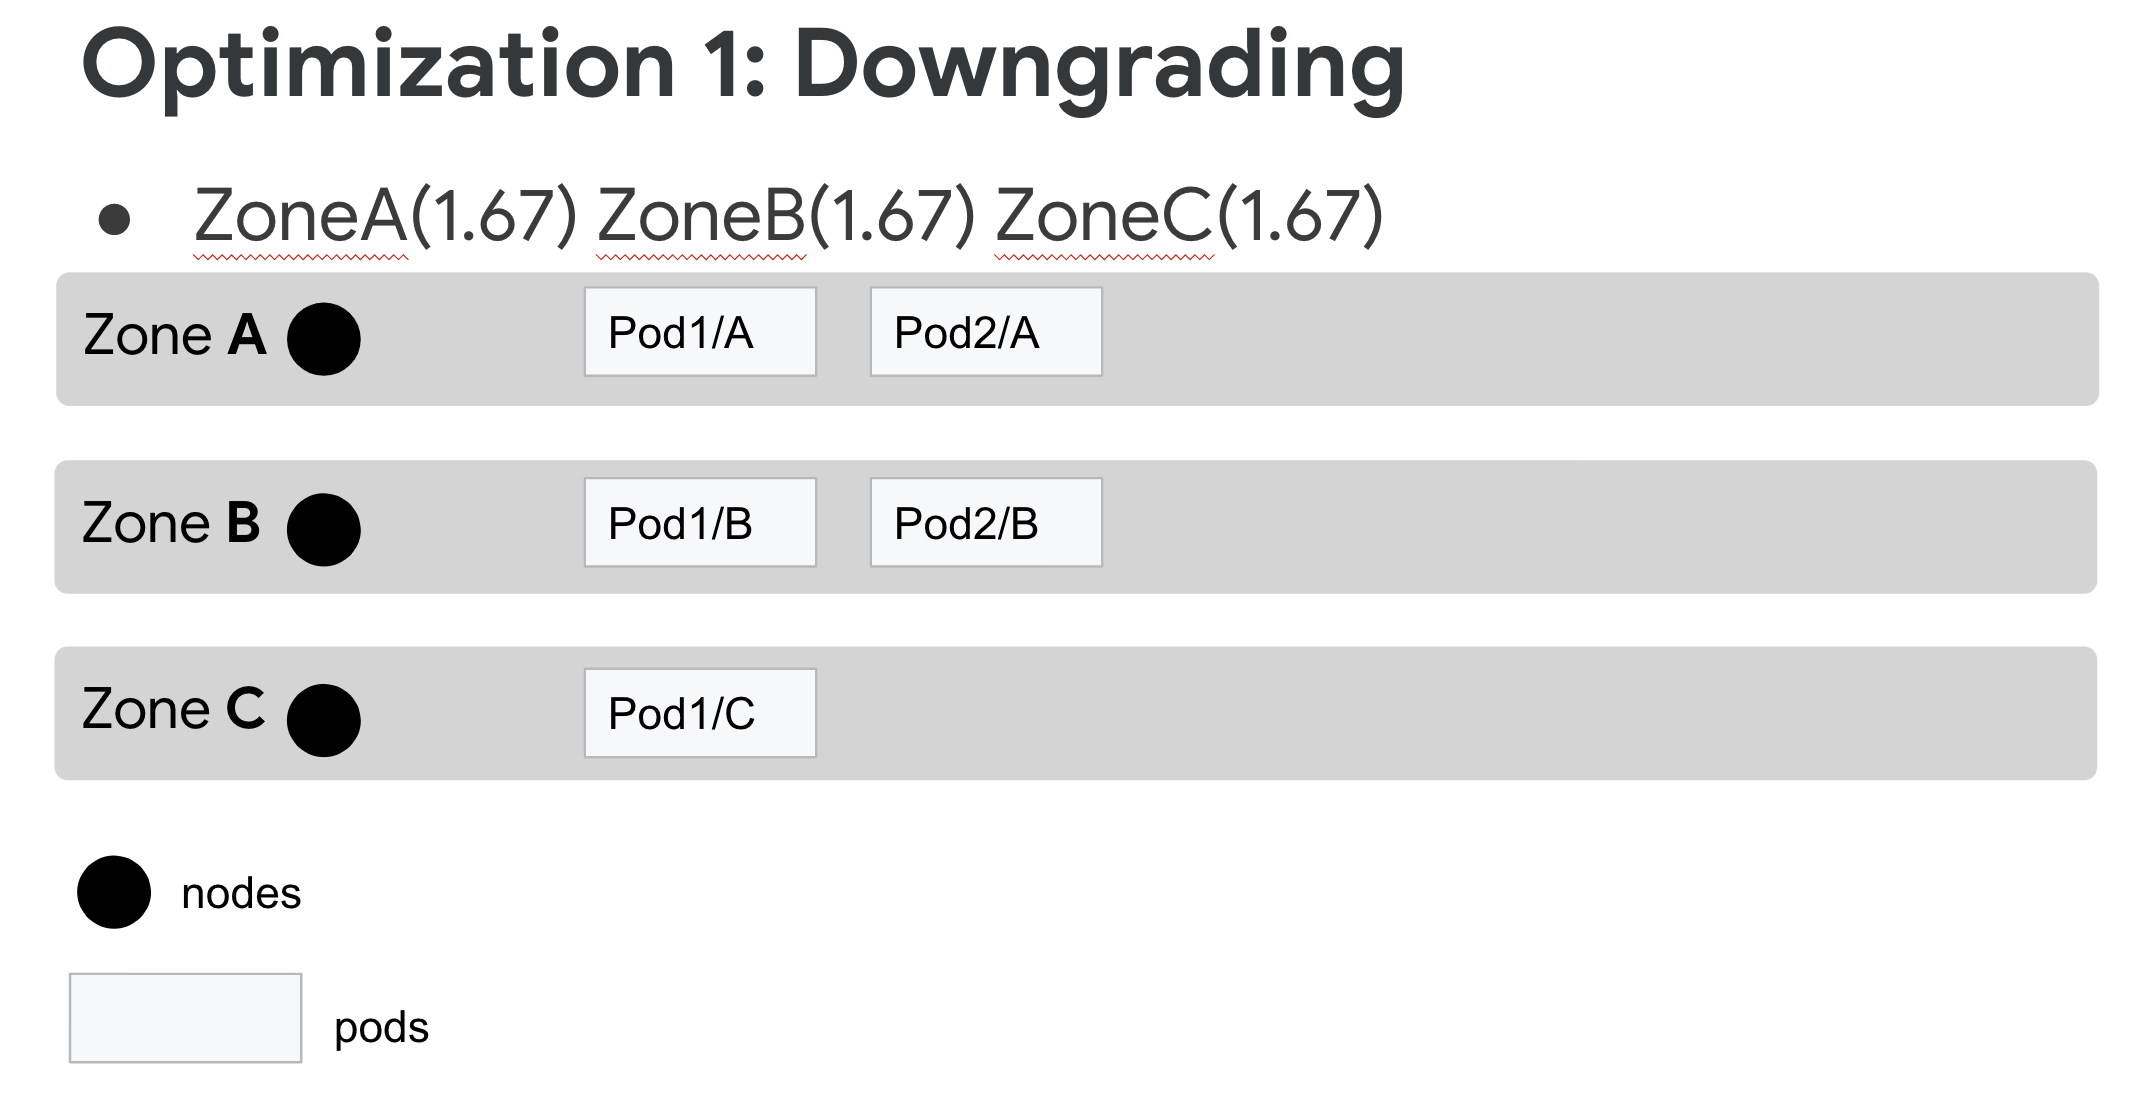 Optimization 1: Downgrading
● ZoneA(1.67) ZoneB(1.67) ZoneC(1.67)
Zone A Pod1/A Pod2/A
Zone B Pod1/B Pod2/B
Zone C Pod1/C
nodes
pods